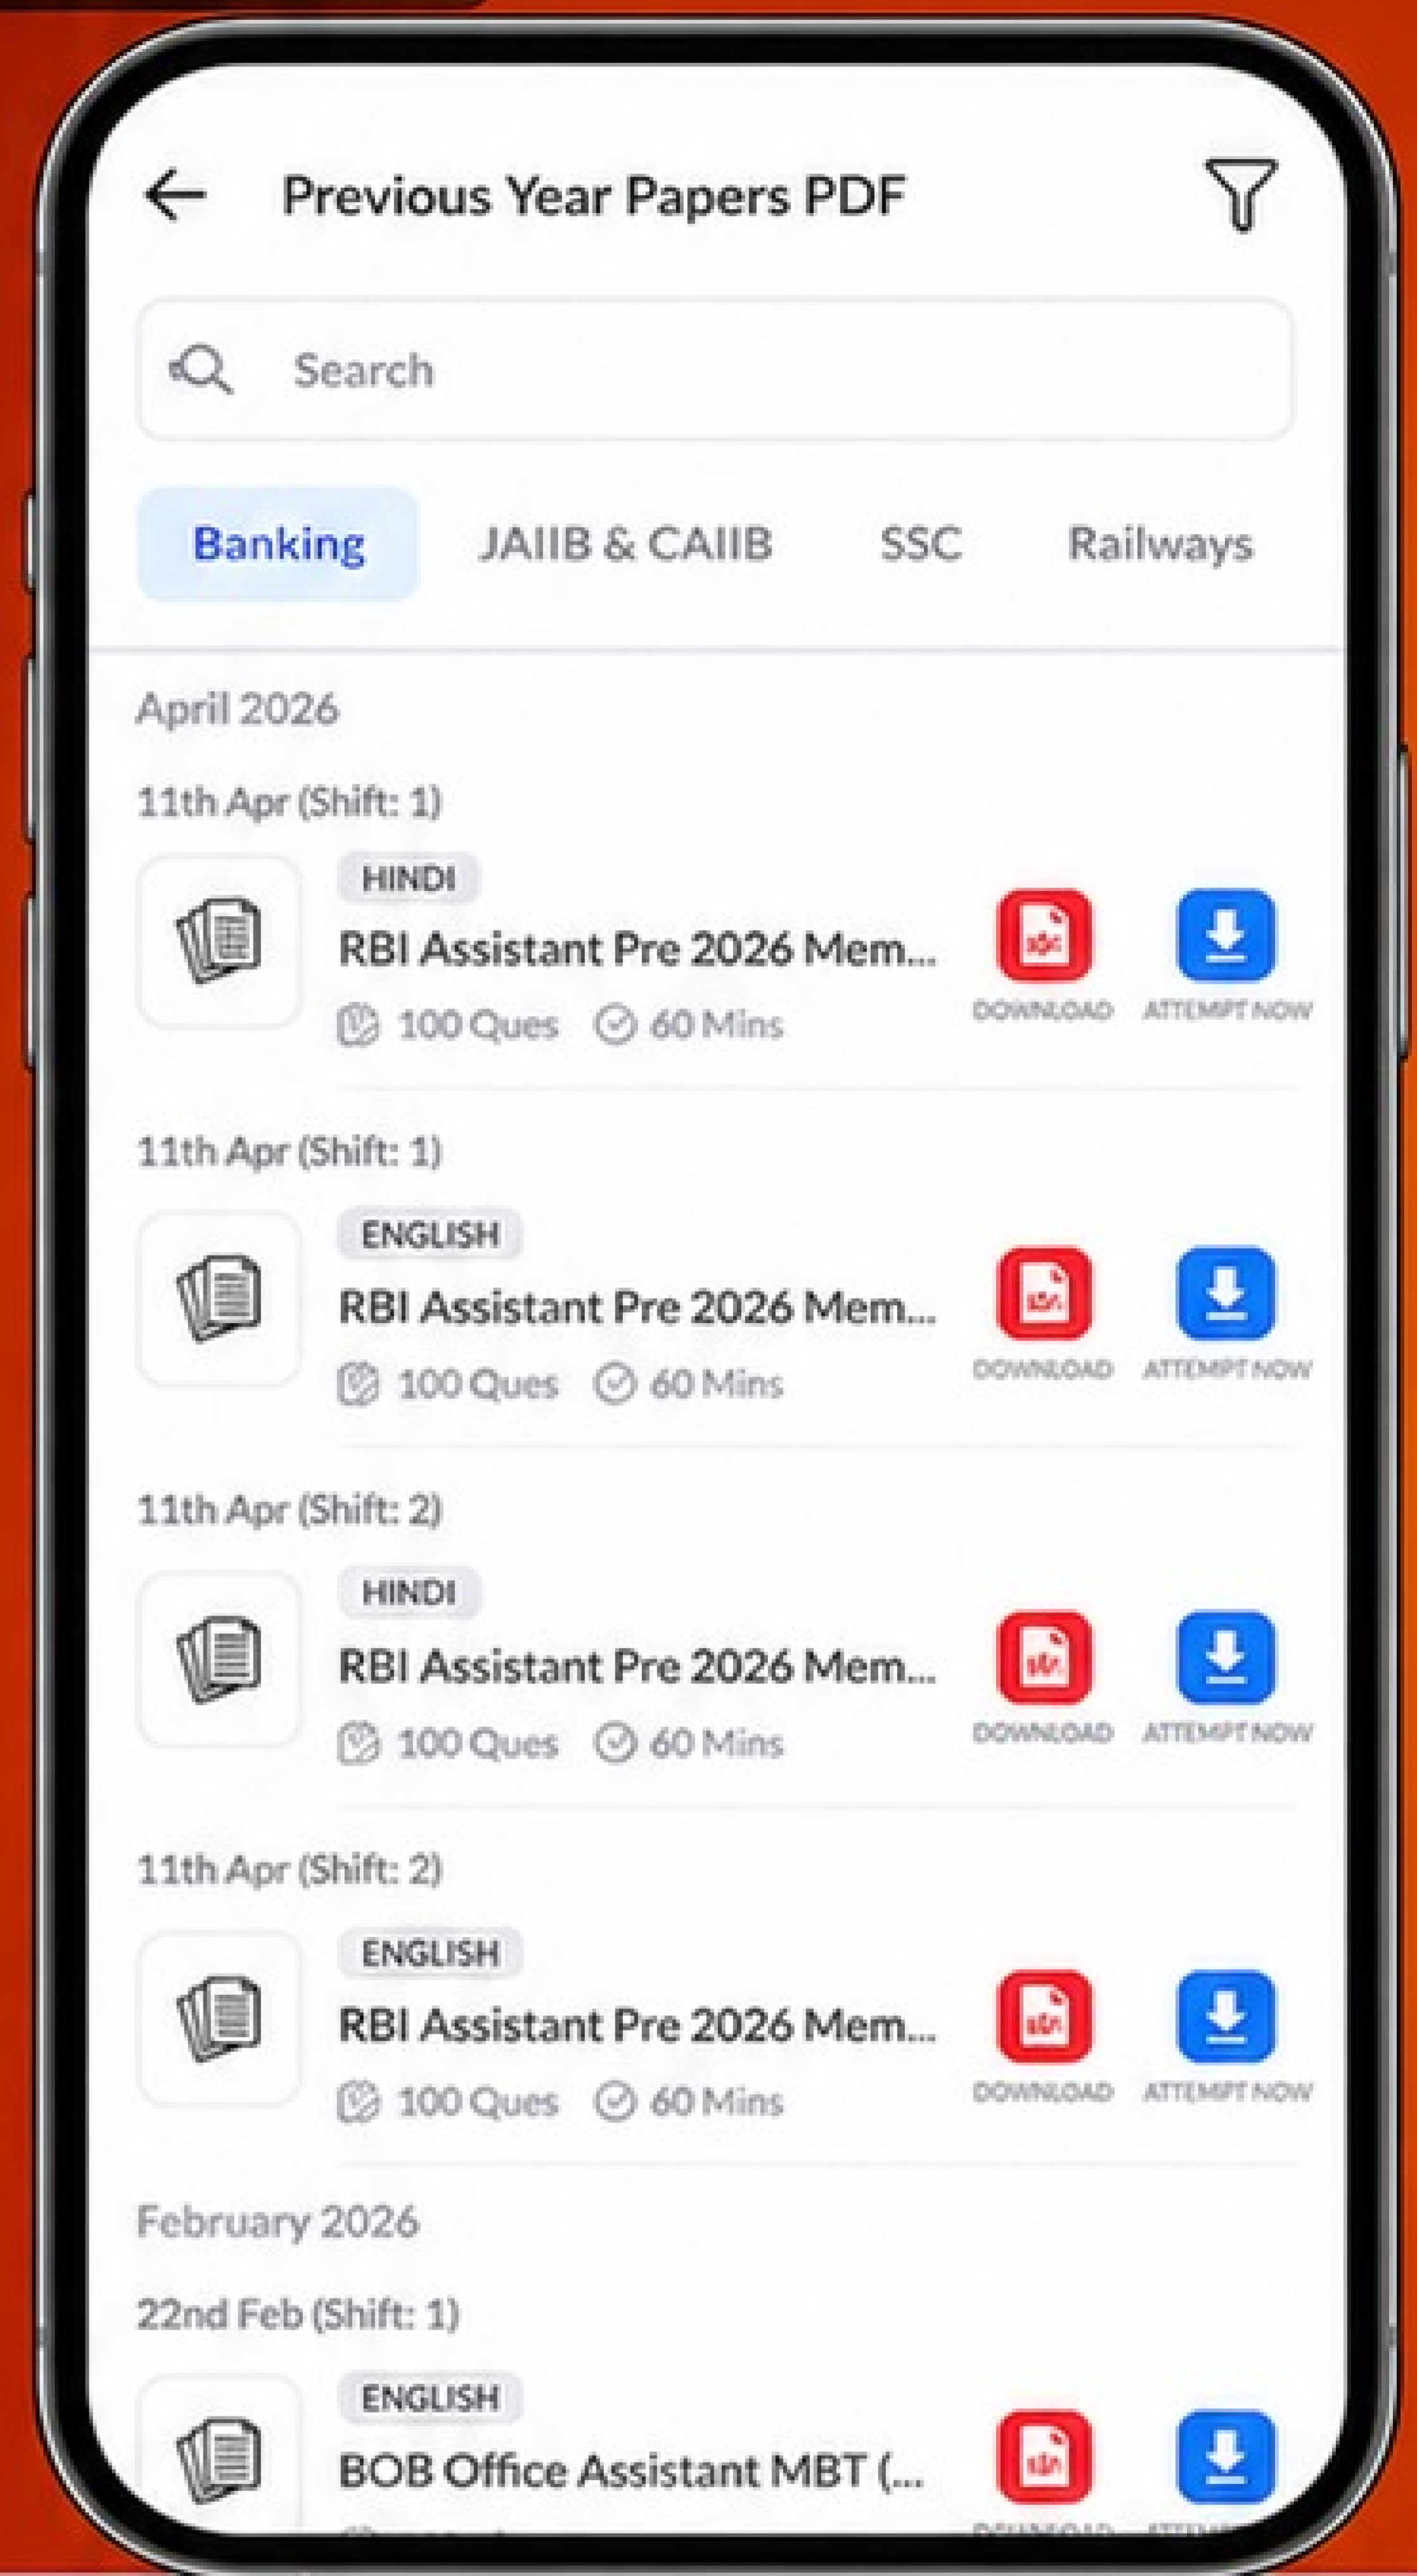 Previous Year Papers PDF
Search
Banking JAIIB & CAIIB SSC Railways
April 2026
11th Apr (Shift: 1)
HINDI
RBI Assistant Pre 2026 Mem...
100 Ques 60 Mins
DOWNLOAD ATTEMPT NOW
11th Apr (Shift: 1)
ENGLISH
RBI Assistant Pre 2026 Mem...
100 Ques 60 Mins
DOWNLOAD ATTEMPT NOW
11th Apr (Shift: 2)
HINDI
RBI Assistant Pre 2026 Mem...
100 Ques 60 Mins
DOWNLOAD ATTEMPT NOW
11th Apr (Shift: 2)
ENGLISH
RBI Assistant Pre 2026 Mem...
100 Ques 60 Mins
DOWNLOAD ATTEMPT NOW
February 2026
22nd Feb (Shift: 1)
ENGLISH
BOB Office Assistant MBT (...